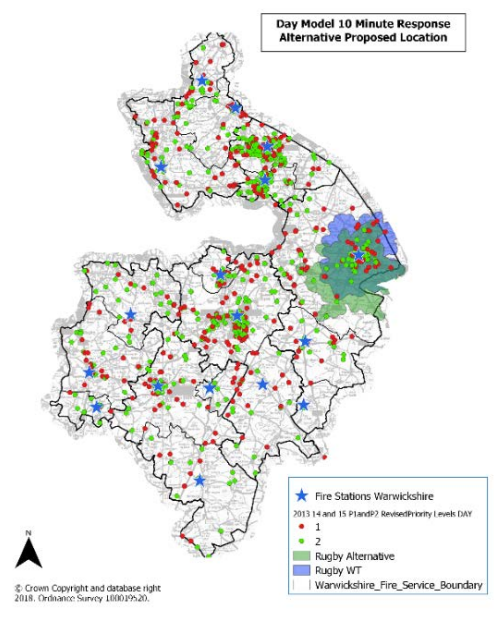 Day Model 10 Minute Response
Alternative Proposed Location
Fire Stations Warwickshire
2013 14 and 15 P1andP2 RevisedPriority Levels DAY
1
2
Rugby Alternative
Rugby WT
Warwickshire_Fire_Service_Boundary
N
© Crown Copyright and database right
2018. Ordnance Survey 100019520.